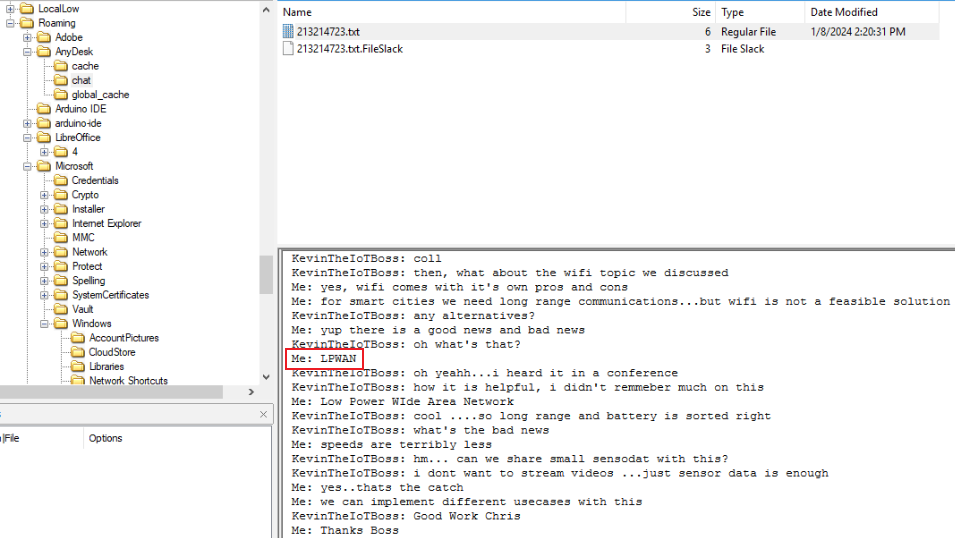 LocalLow
Roaming
Adobe
AnyDesk
cache
chat
global_cache
Arduino IDE
arduino-ide
LibreOffice
4
Microsoft
Credentials
Crypto
Installer
Internet Explorer
MMC
Network
Protect
Spelling
SystemCertificates
Vault
Windows
AccountPictures
CloudStore
Libraries
Network Shortcuts
|File Options
Name Size Type Date Modified
213214723.txt 6 Regular File 1/8/2024 2:20:31 PM
213214723.txt.FileSlack 3 File Slack
KevinTheIoTBoss: coll
KevinTheIoTBoss: then, what about the wifi topic we discussed
Me: yes, wifi comes with it's own pros and cons
Me: for smart cities we need long range communications...but wifi is not a feasible solution
KevinTheIoTBoss: any alternatives?
Me: yup there is a good news and bad news
KevinTheIoTBoss: oh what's that?
Me: LPWAN
KevinTheIoTBoss: oh yeahh...i heard it in a conference
KevinTheIoTBoss: how it is helpful, i didn't remmeber much on this
Me: Low Power WIde Area Network
KevinTheIoTBoss: cool ....so long range and battery is sorted right
KevinTheIoTBoss: what's the bad news
Me: speeds are terribly less
KevinTheIoTBoss: hm... can we share small sensodat with this?
KevinTheIoTBoss: i dont want to stream videos ...just sensor data is enough
Me: yes..thats the catch
Me: we can implement different usecases with this
KevinTheIoTBoss: Good Work Chris
Me: Thanks Boss